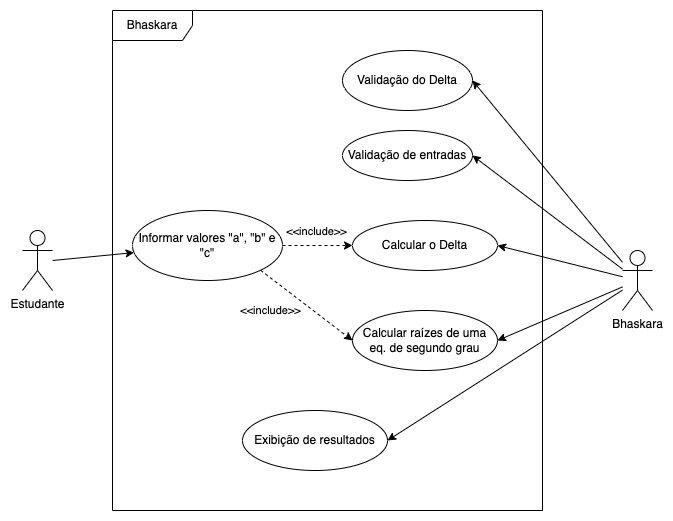 Bhaskara
Validação do Delta
Validação de entradas
Informar valores "a", "b" e
"c"
<<include>>
Calcular o Delta
Estudante
Bhaskara
<<include>>
Calcular raízes de uma
eq. de segundo grau
Exibição de resultados